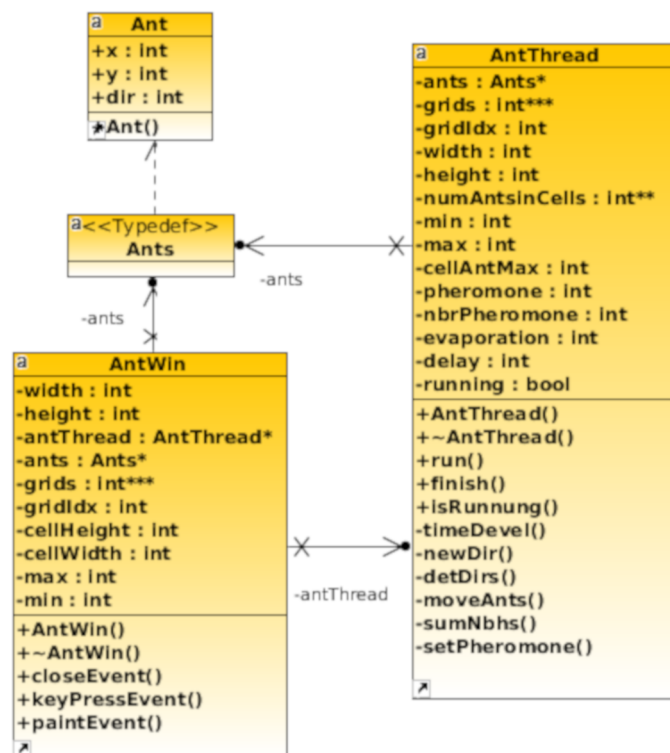 a
Ant
+x : int
+y : int
+dir : int
+Ant()
a
<<Typedef>>
Ants
-ants
-ants
a
AntWin
-width : int
-height : int
-antThread : AntThread*
-ants : Ants*
-grids : int***
-gridIdx : int
-cellHeight : int
-cellWidth : int
-max : int
-min : int
+AntWin()
+~AntWin()
+closeEvent()
+keyPressEvent()
+paintEvent()
-antThread
a
AntThread
-ants : Ants*
-grids : int***
-gridIdx : int
-width : int
-height : int
-numAntsinCells : int**
-min : int
-max : int
-cellAntMax : int
-pheromone : int
-nbrPheromone : int
-evaporation : int
-delay : int
-running : bool
+AntThread()
+~AntThread()
+run()
+finish()
+isRunnung()
-timeDevel()
-newDir()
-detDirs()
-moveAnts()
-sumNbhs()
-setPheromone()